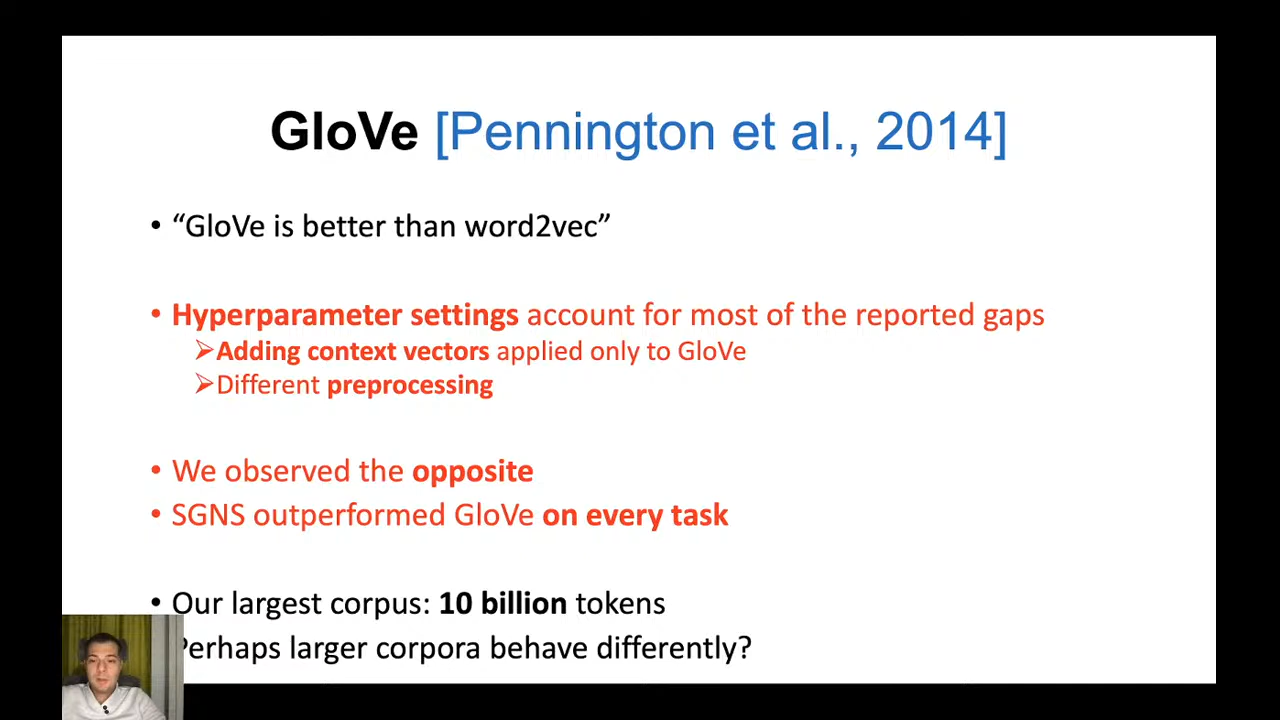 GloVe [Pennington et al., 2014]
• “GloVe is better than word2vec”
• Hyperparameter settings account for most of the reported gaps
➢Adding context vectors applied only to GloVe
➢Different preprocessing
• We observed the opposite
• SGNS outperformed GloVe on every task
• Our largest corpus: 10 billion tokens
Perhaps larger corpora behave differently?